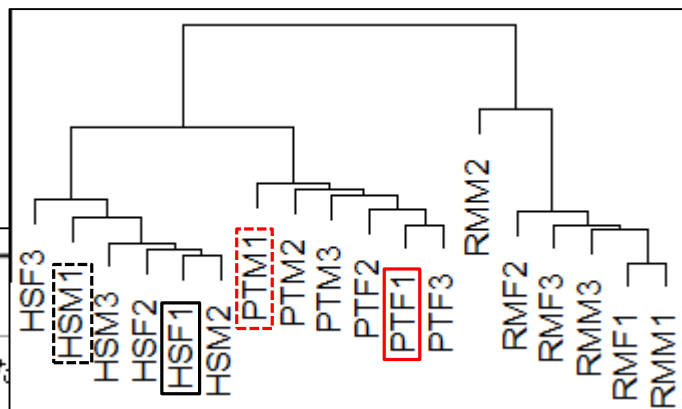 HSF3
HSM1
HSM3
HSF2
HSF1
HSM2
PTM1
PTM2
PTM3
PTF2
PTF1
PTF3
RMM2
RMF2
RMF3
RMM3
RMF1
RMM1